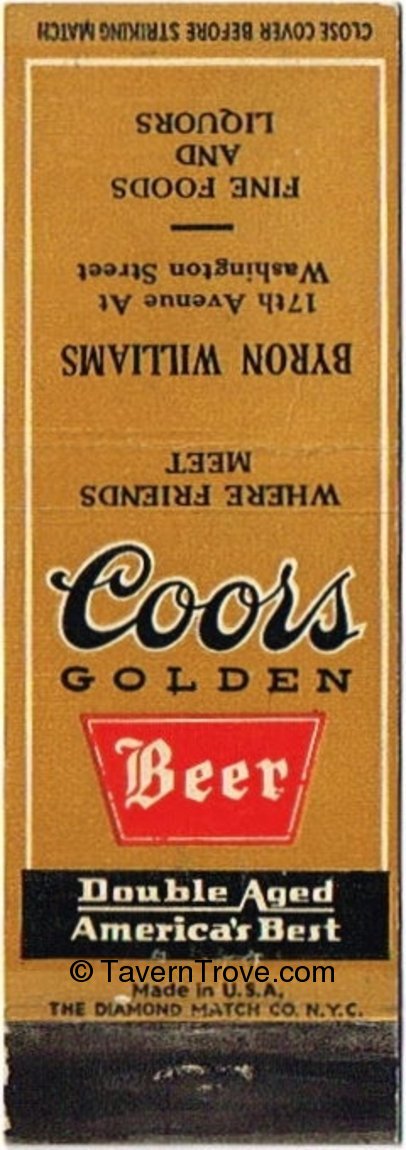 CLOSE COVER BEFORE STRIKING MATCH
WHERE FRIENDS
MEET
BYRON WILLIAMS
17th Avenue At
Washington Street
FINE FOODS
AND
LIQUORS
Coors
GOLDEN
Beer
Double Aged
America's Best
© TavernTrove.com
Made in U.S.A.
THE DIAMOND MATCH CO. N.Y.C.